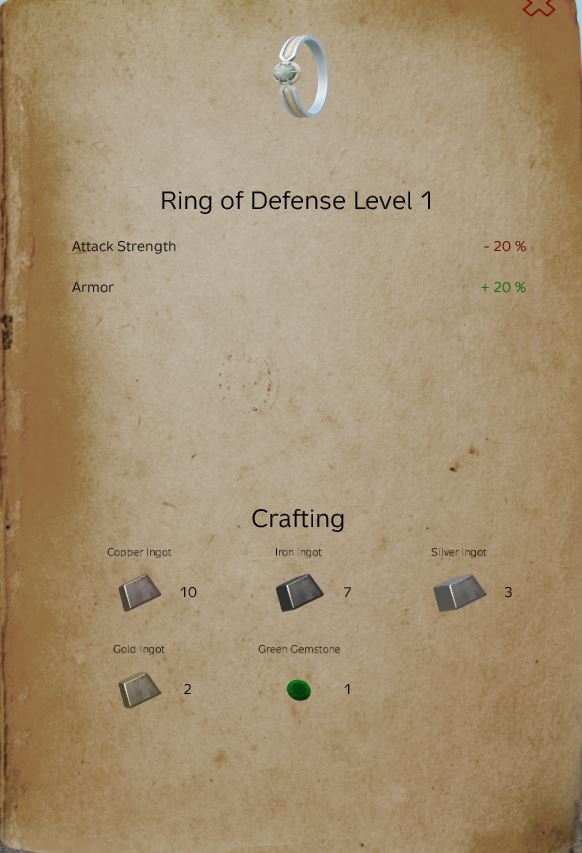 Ring of Defense Level 1
Attack Strength - 20 %
Armor + 20 %
Crafting
Copper Ingot Iron Ingot Silver Ingot
10 7 3
Gold Ingot Green Gemstone
2 1